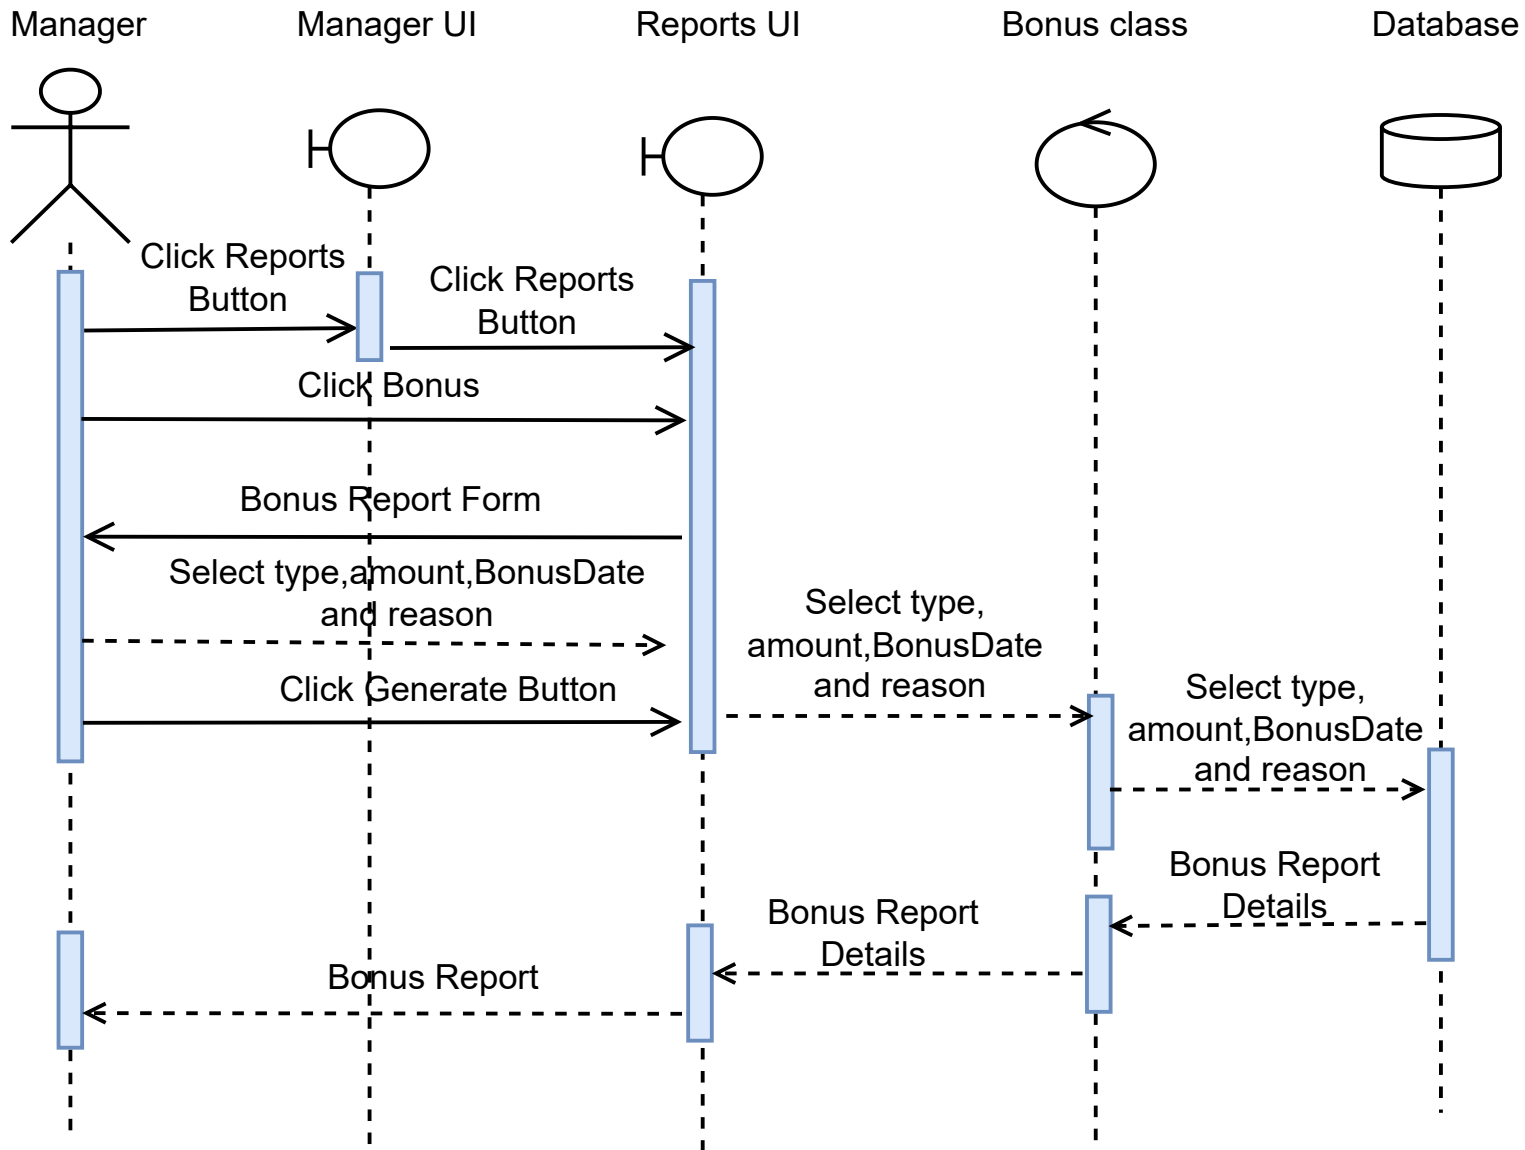 Manager
Manager UI
Reports UI
Bonus class
Database
Click Reports
Button
Click Reports
Button
Click Bonus
Bonus Report Form
Select type,amount,BonusDate
and reason
Select type,
amount,BonusDate
and reason
Click Generate Button
Select type,
amount,BonusDate
and reason
Bonus Report
Details
Bonus Report
Details
Bonus Report